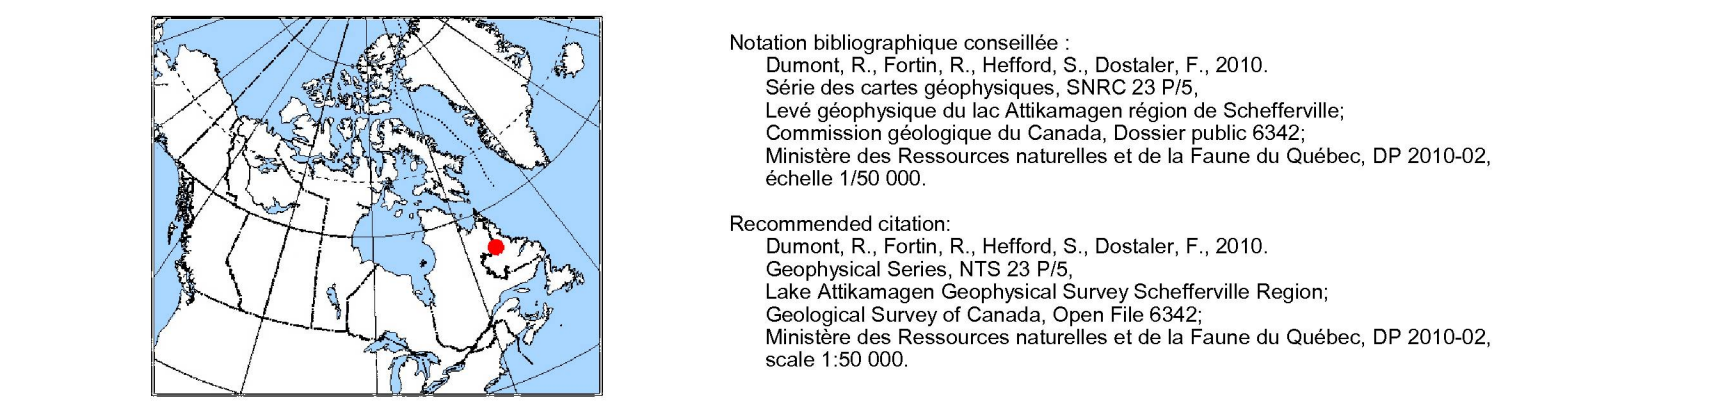 Notation bibliographique conseillée :
Dumont, R., Fortin, R., Hefford, S., Dostaler, F., 2010.
Série des cartes géophysiques, SNRC 23 P/5,
Levé géophysique du lac Attikamagen région de Schefferville;
Commission géologique du Canada, Dossier public 6342;
Ministère des Ressources naturelles et de la Faune du Québec, DP 2010-02,
échelle 1/50 000.
Recommended citation:
Dumont, R., Fortin, R., Hefford, S., Dostaler, F., 2010.
Geophysical Series, NTS 23 P/5,
Lake Attikamagen Geophysical Survey Schefferville Region;
Geological Survey of Canada, Open File 6342;
Ministère des Ressources naturelles et de la Faune du Québec, DP 2010-02,
scale 1:50 000.